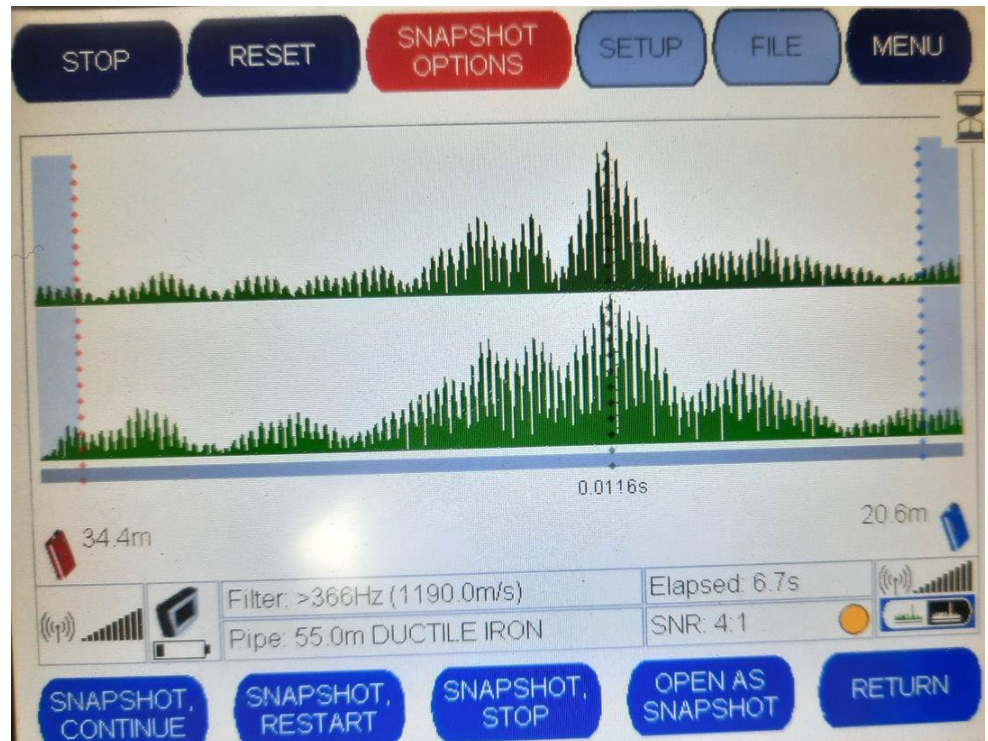 STOP
RESET
SNAPSHOT
OPTIONS
SETUP
FILE
MENU
0.0116s
34.4m
20.6m
Filter: >366Hz (1190.0m/s)
Elapsed: 6.7s
Pipe: 55.0m DUCTILE IRON
SNR: 4:1
SNAPSHOT,
CONTINUE
SNAPSHOT,
RESTART
SNAPSHOT,
STOP
OPEN AS
SNAPSHOT
RETURN